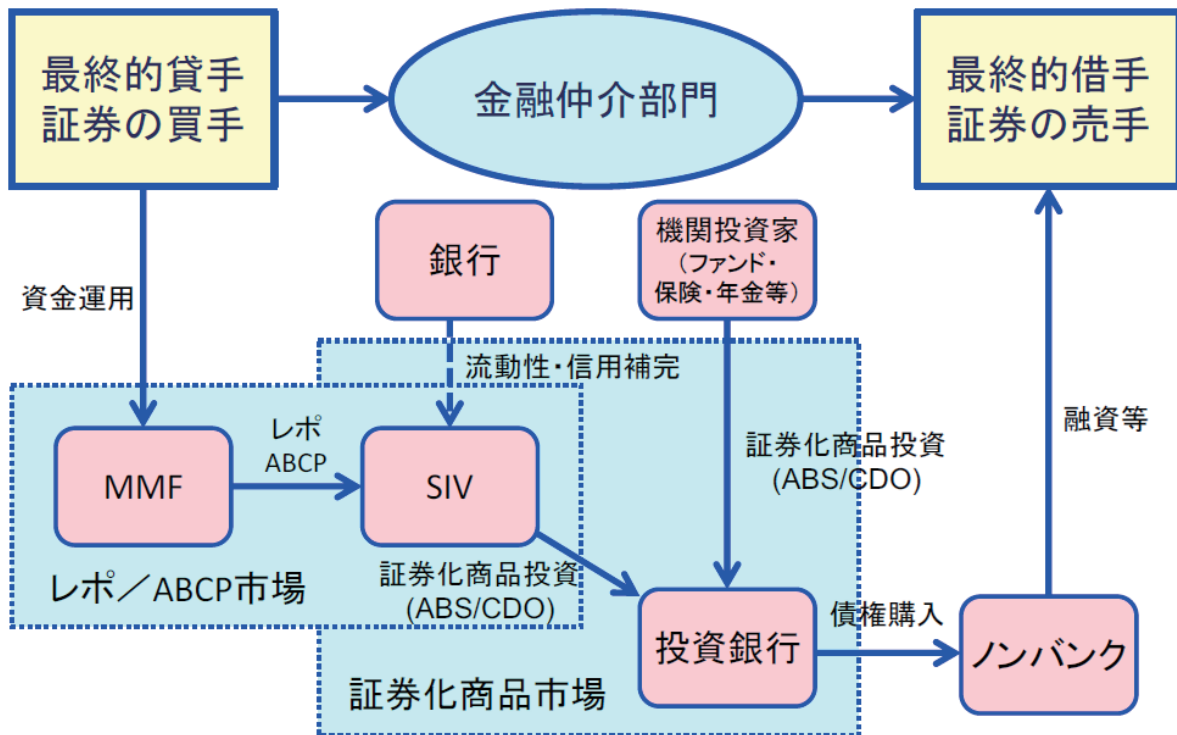 最終的貸手
証券の買手
金融仲介部門
最終的借手
証券の売手
銀行
機関投資家
（ファンド・
保険・年金等）
資金運用
流動性・信用補完
レポ
ABCP
MMF
SIV
証券化商品投資
(ABS/CDO)
融資等
レポ／ABCP市場
証券化商品投資
(ABS/CDO)
投資銀行
債権購入
ノンバンク
証券化商品市場